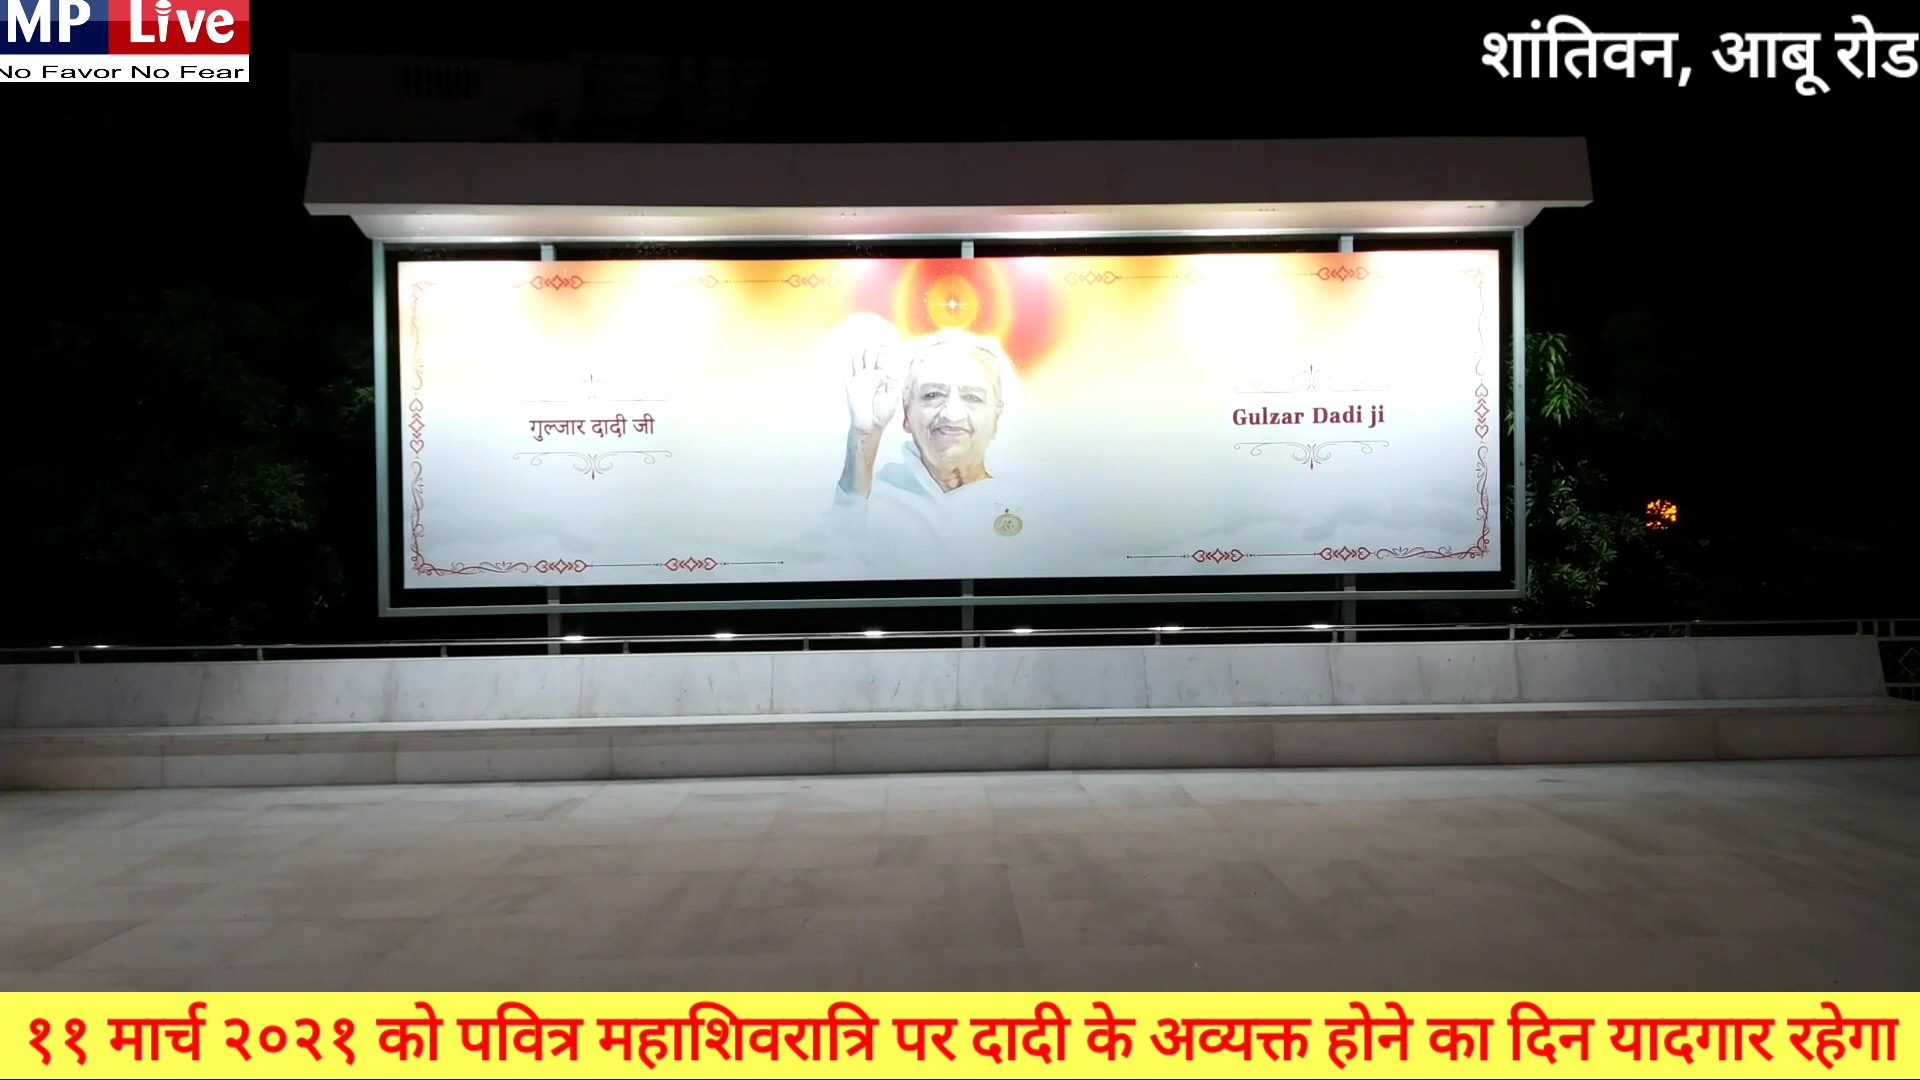 MP Live
No Favor No Fear
शांतिवन, आबू रोड
गुल्जार दादी जी
Gulzar Dadi ji
११ मार्च २०२१ को पवित्र महाशिवरात्रि पर दादी के अव्यक्त होने का दिन यादगार रहेगा